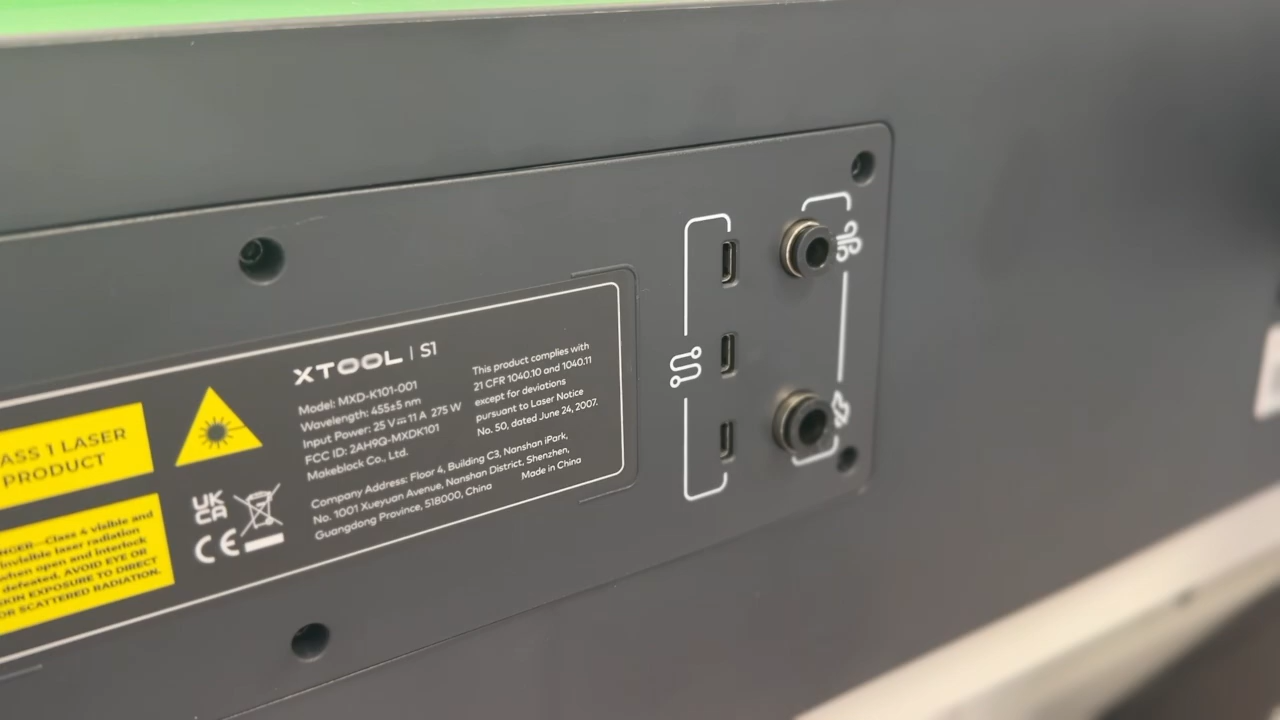 XTOOL | S1
Model: MXD-K101-001
Wavelength: 455±5 nm
Input Power: 25 V⎓11 A 275 W
FCC ID: 2AH9Q-MXDK101
Makeblock Co., Ltd.
This product complies with
21 CFR 1040.10 and 1040.11
except for deviations
pursuant to Laser Notice
No. 50, dated June 24, 2007.
Company Address: Floor 4, Building C3, Nanshan iPark,
No. 1001 Xueyuan Avenue, Nanshan District, Shenzhen,
Guangdong Province, 518000, China
Made in China
ASS 1 LASER
PRODUCT
UK
CA
CE
NGER—Class 4 visible and
invisible laser radiation
when open and interlock
defeated. AVOID EYE OR
SKIN EXPOSURE TO DIRECT
OR SCATTERED RADIATION.